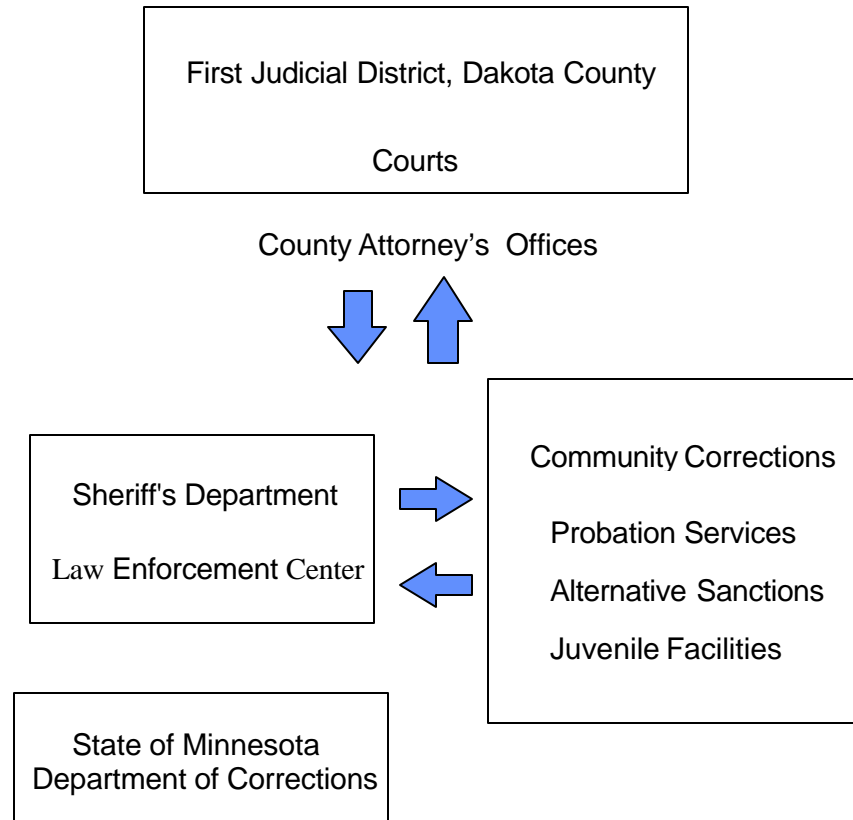 First Judicial District, Dakota County
Courts
County Attorney’s Offices
Sheriff's Department
Law Enforcement Center
Community Corrections
Probation Services
Alternative Sanctions
Juvenile Facilities
State of Minnesota
Department of Corrections